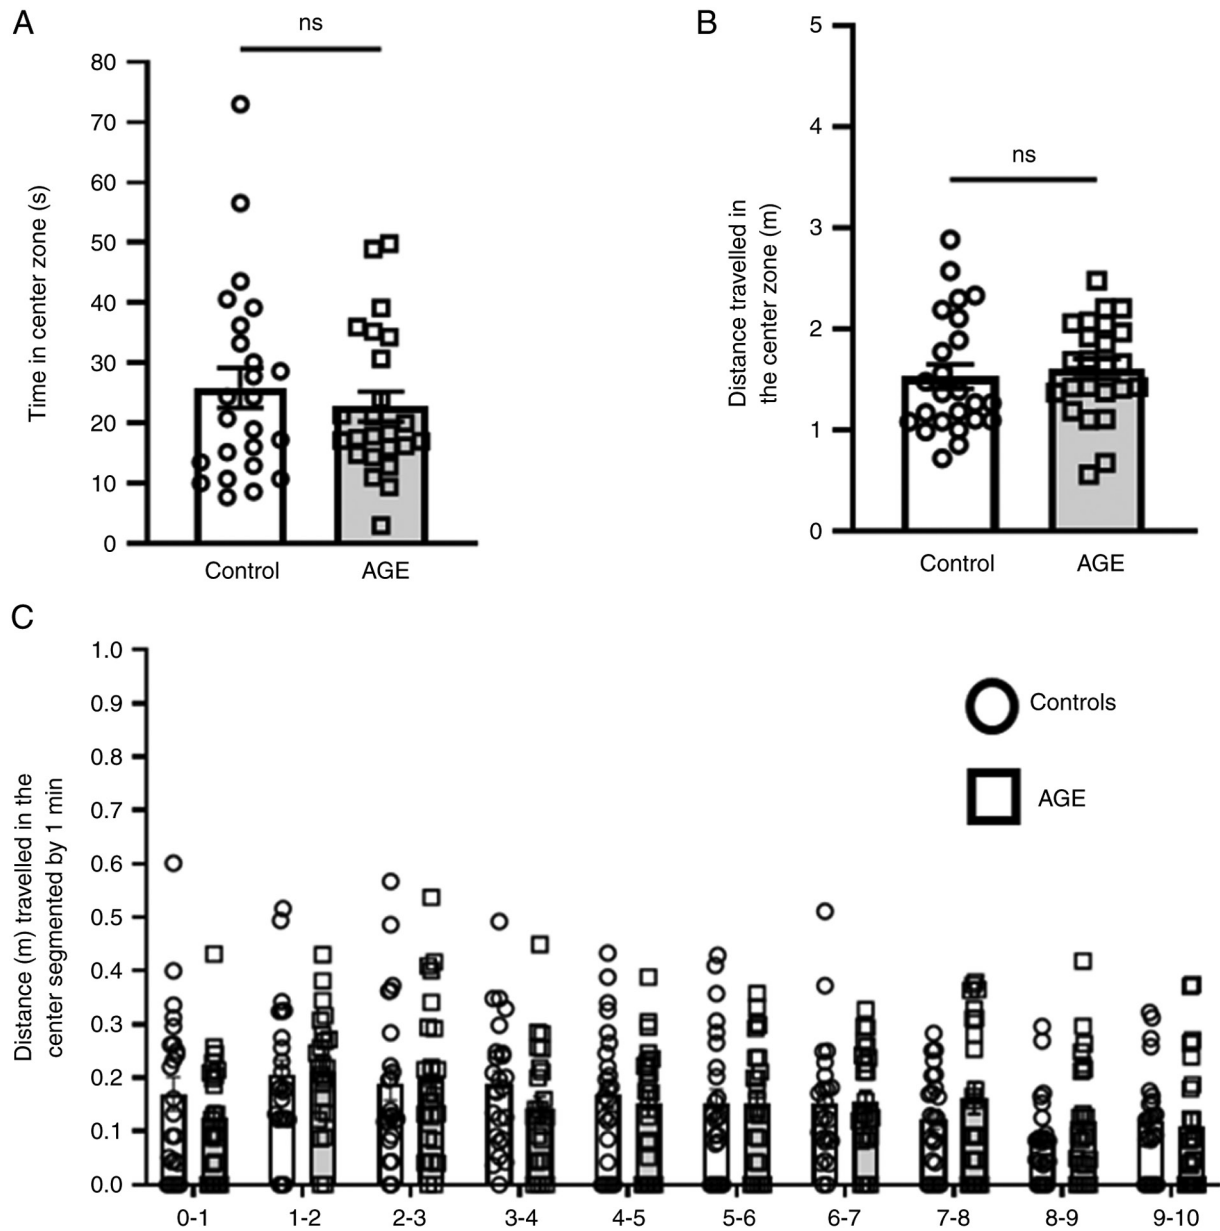 A
ns
80
70
60
50
40
30
20
10
0
Time in center zone (s)
Control
AGE
B
5
4
3
2
1
0
ns
Distance travelled in
the center zone (m)
Control
AGE
C
1.0
0.9
0.8
0.7
0.6
0.5
0.4
0.3
0.2
0.1
0.0
Distance (m) travelled in the
center segmented by 1 min
Controls
AGE
0-1
1-2
2-3
3-4
4-5
5-6
6-7
7-8
8-9
9-10